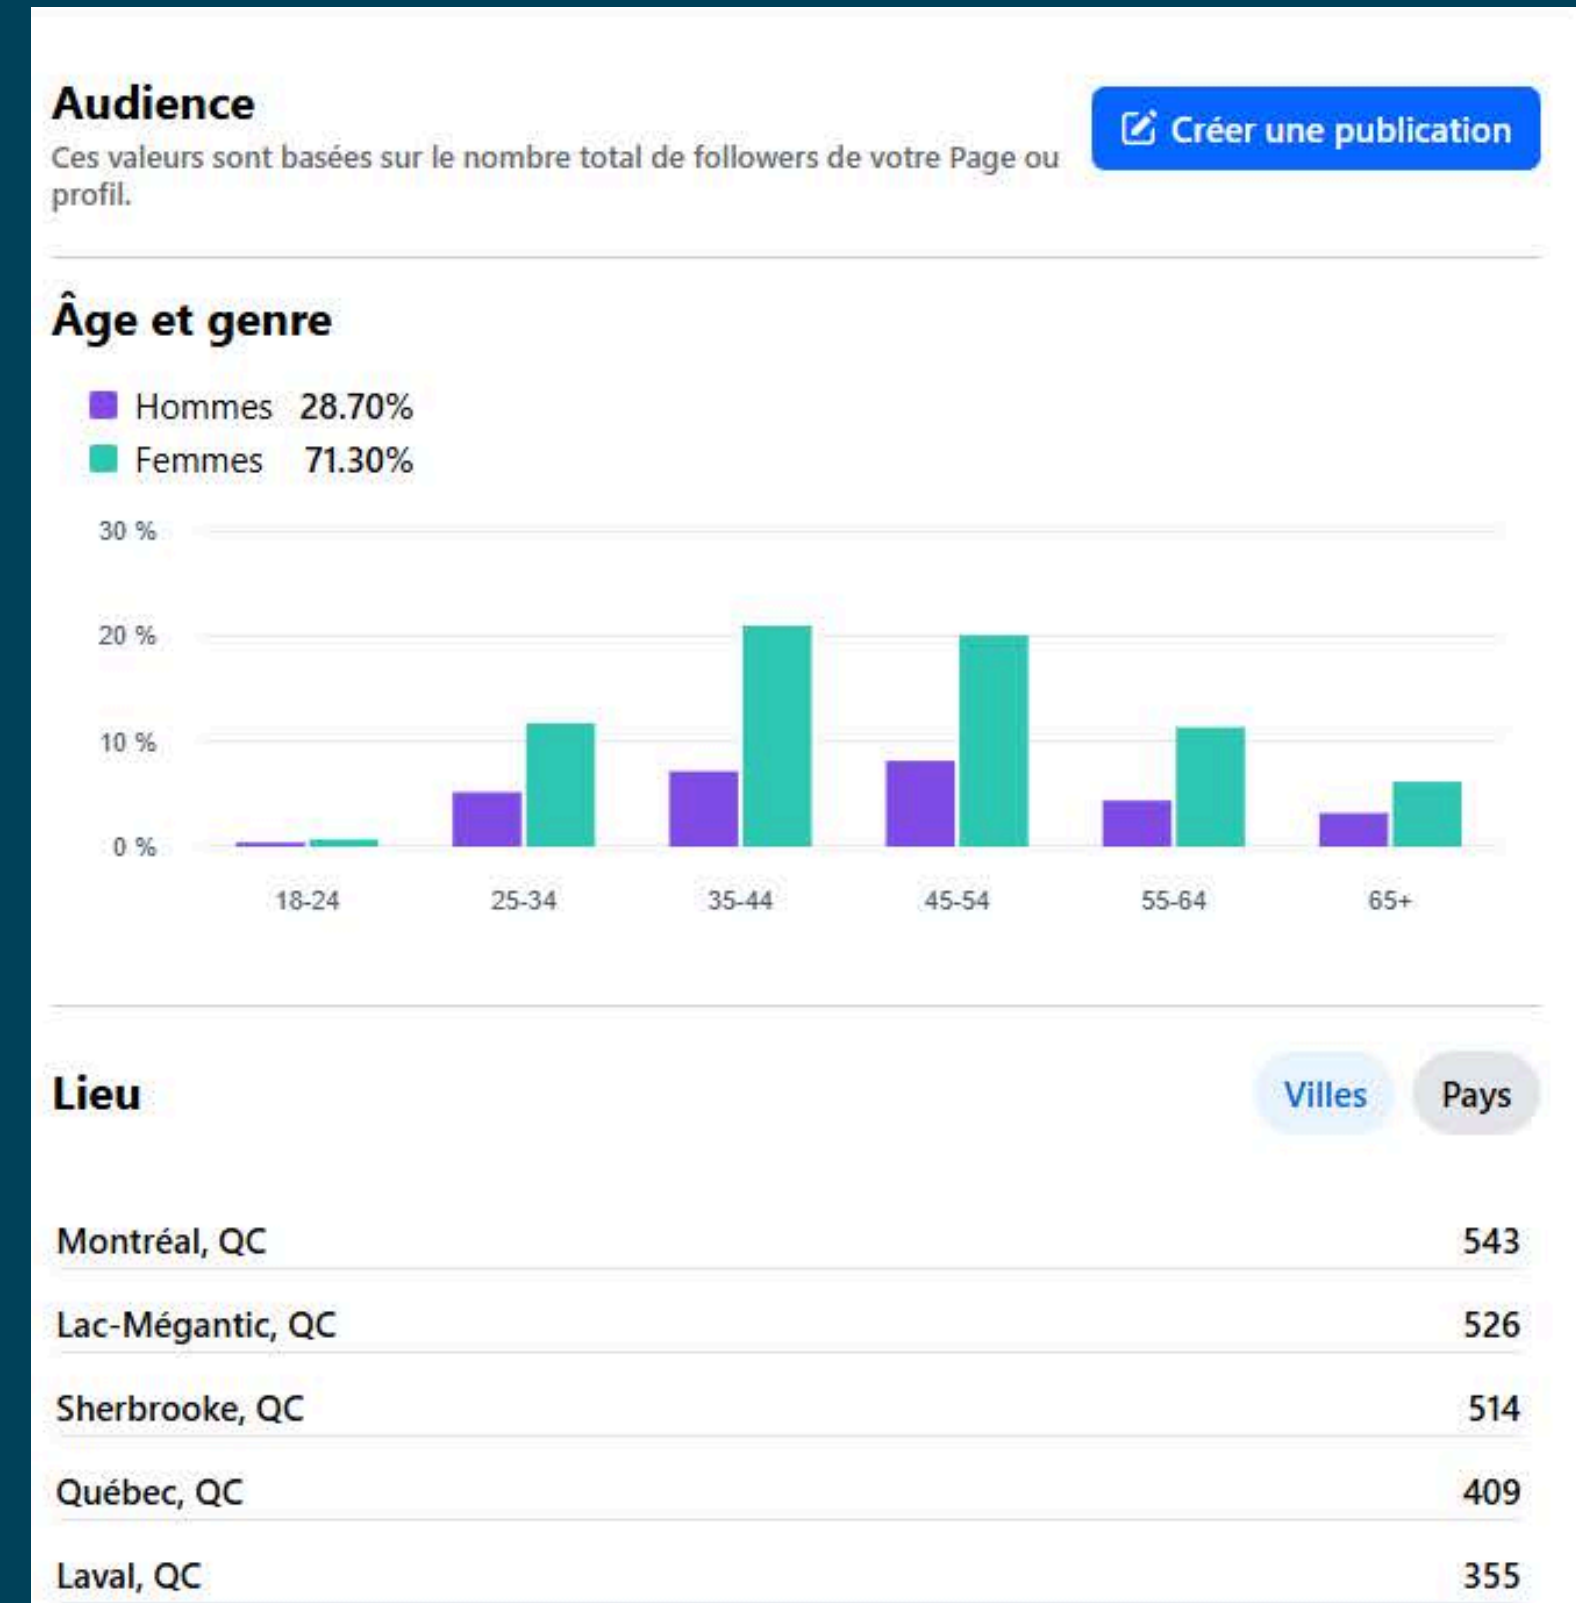 Audience
Créer une publication
Ces valeurs sont basées sur le nombre total de followers de votre Page ou
profil.
Âge et genre
Hommes 28.70%
Femmes 71.30%
30 %
20 %
10 %
0 %
18-24 25-34 35-44 45-54 55-64 65+
Lieu
Villes Pays
Montréal, QC 543
Lac-Mégantic, QC 526
Sherbrooke, QC 514
Québec, QC 409
Laval, QC 355